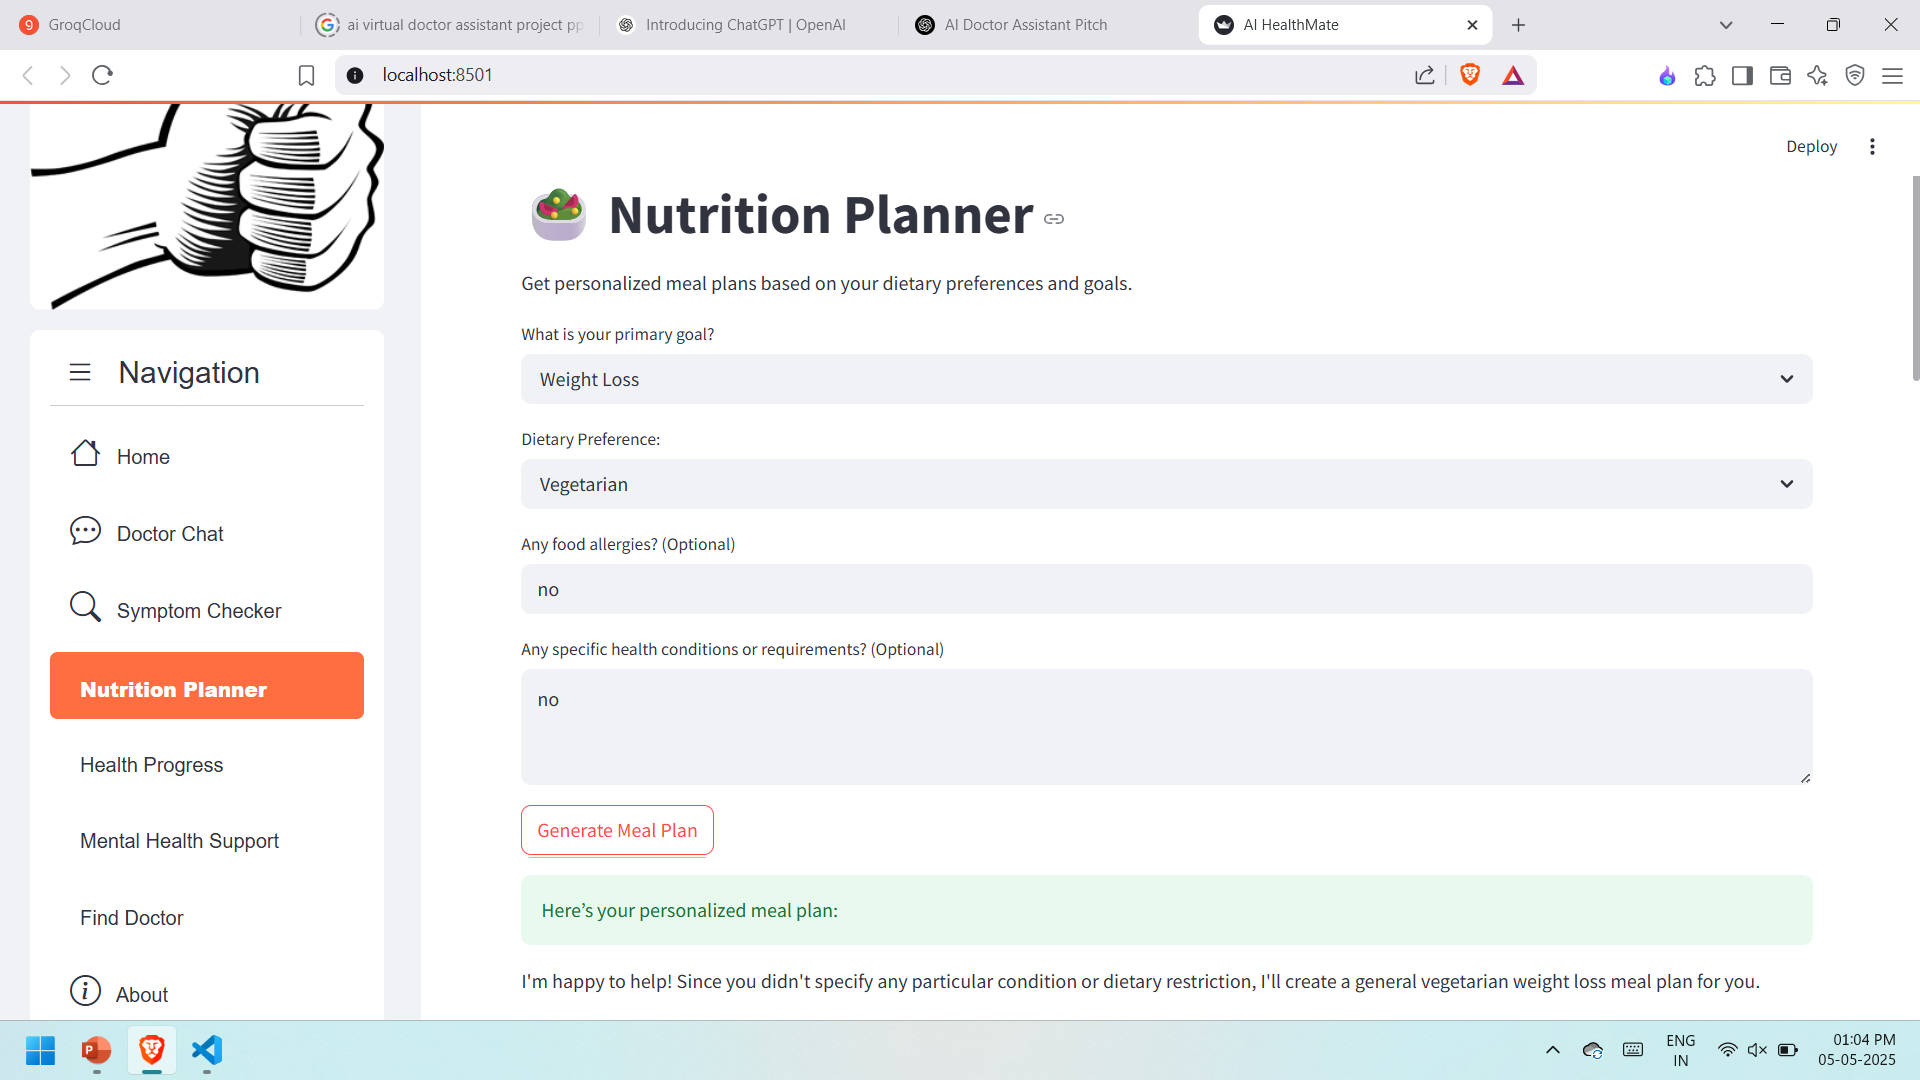 GroqCloud
ai virtual doctor assistant project pp
Introducing ChatGPT | OpenAI
AI Doctor Assistant Pitch
AI HealthMate
localhost:8501
Deploy
Nutrition Planner
Get personalized meal plans based on your dietary preferences and goals.
What is your primary goal?
Weight Loss
Dietary Preference:
Vegetarian
Any food allergies? (Optional)
no
Any specific health conditions or requirements? (Optional)
no
Generate Meal Plan
Here's your personalized meal plan:
I'm happy to help! Since you didn't specify any particular condition or dietary restriction, I'll create a general vegetarian weight loss meal plan for you.
Navigation
Home
Doctor Chat
Symptom Checker
Nutrition Planner
Health Progress
Mental Health Support
Find Doctor
About
ENG
IN
01:04 PM
05-05-2025